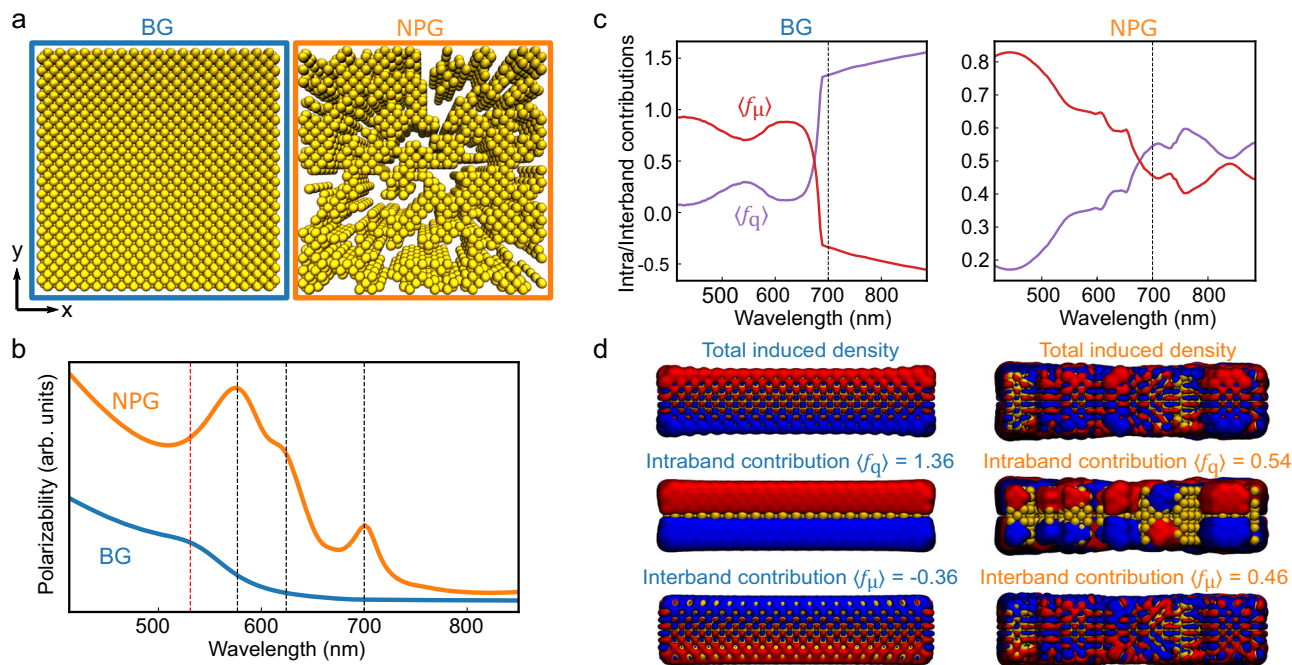 a
BG
NPG
y
x
b
Polarizability (arb. units)
NPG
BG
500
600
700
800
Wavelength (nm)
c
BG
Intra/Interband contributions
1.5
1.0
0.5
0.0
-0.5
⟨fμ⟩
⟨fq⟩
500
600
700
800
Wavelength (nm)
NPG
0.8
0.7
0.6
0.5
0.4
0.3
0.2
500
600
700
800
Wavelength (nm)
d
Total induced density
Total induced density
Intraband contribution ⟨fq⟩ = 1.36
Intraband contribution ⟨fq⟩ = 0.54
Interband contribution ⟨fμ⟩ = -0.36
Interband contribution ⟨fμ⟩ = 0.46